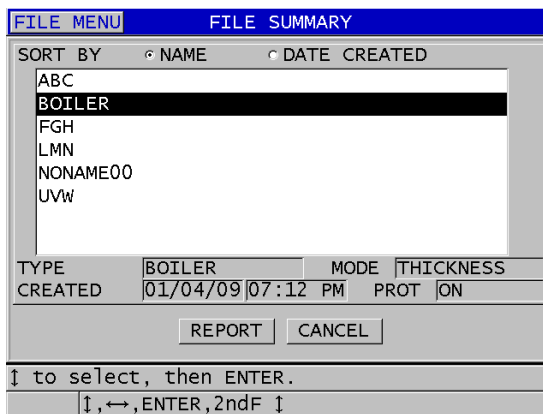 FILE MENU FILE SUMMARY
SORT BY NAME DATE CREATED
ABC
BOILER
FGH
LMN
NONAME00
UVW
TYPE BOILER MODE THICKNESS
CREATED 01/04/09 07:12 PM PROT ON
REPORT CANCEL
↕ to select, then ENTER.
↕,↔,ENTER,2ndF ↕